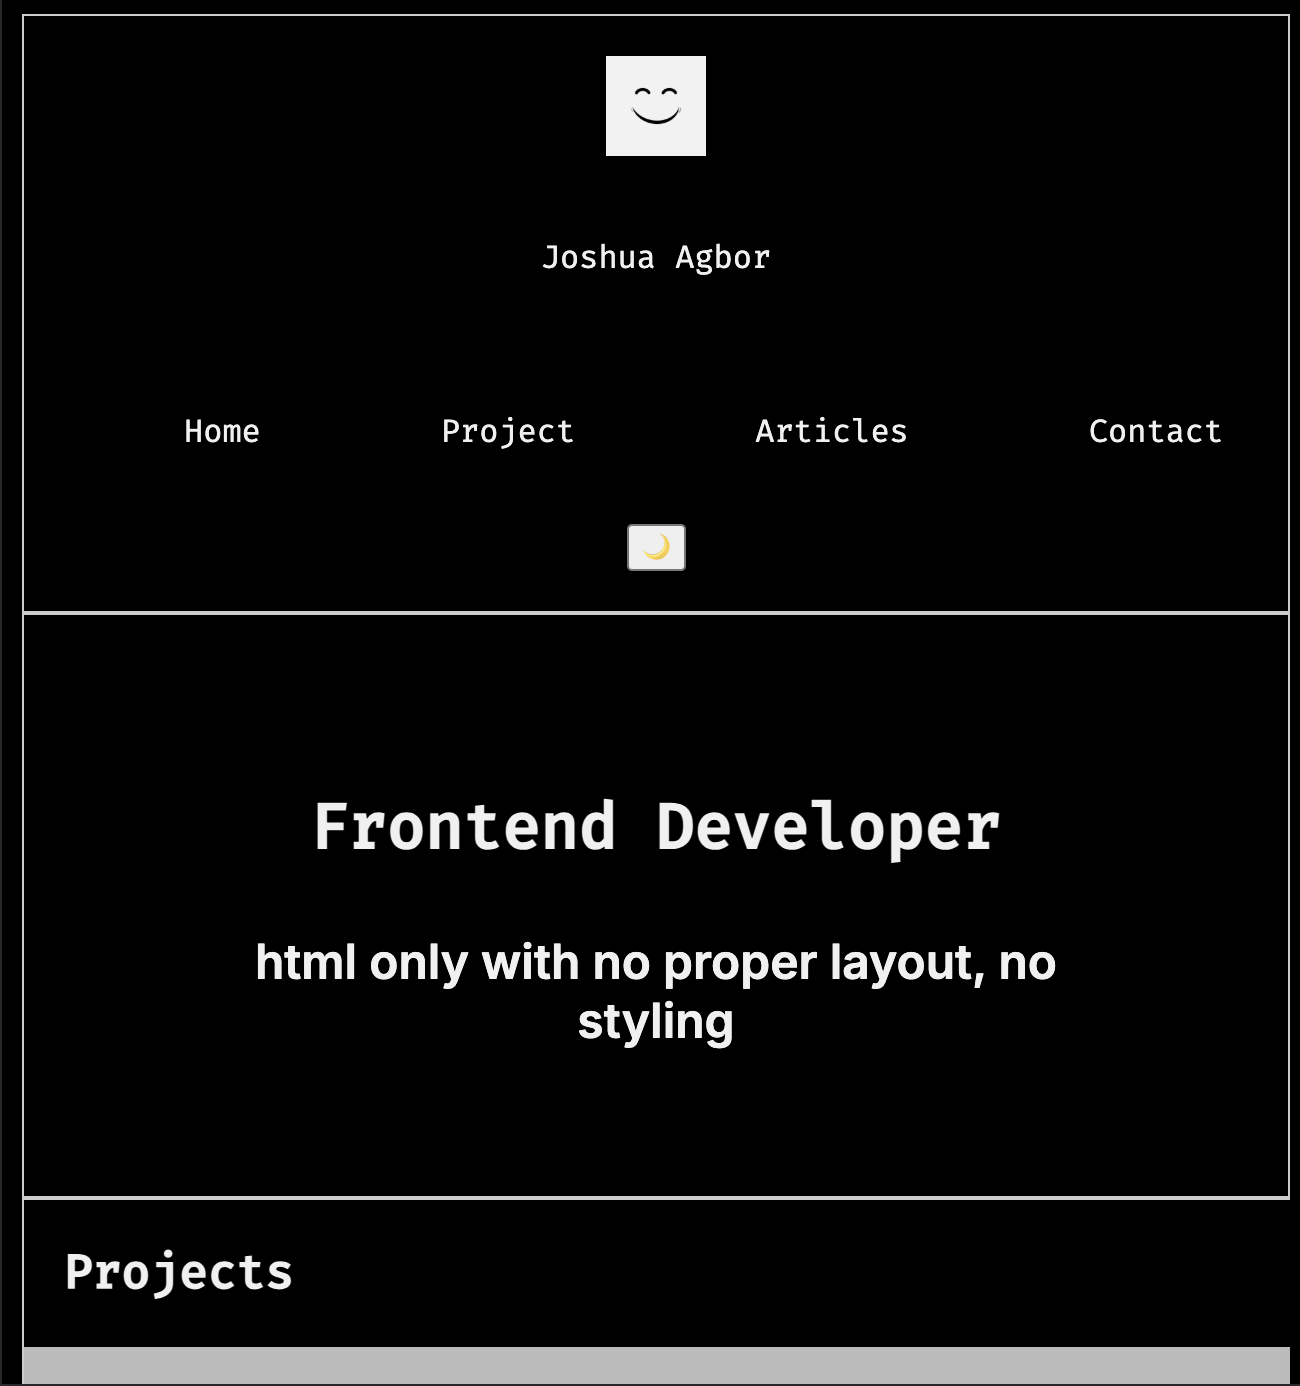 Joshua Agbor
Home Project Articles Contact
Frontend Developer
html only with no proper layout, no
styling
Projects